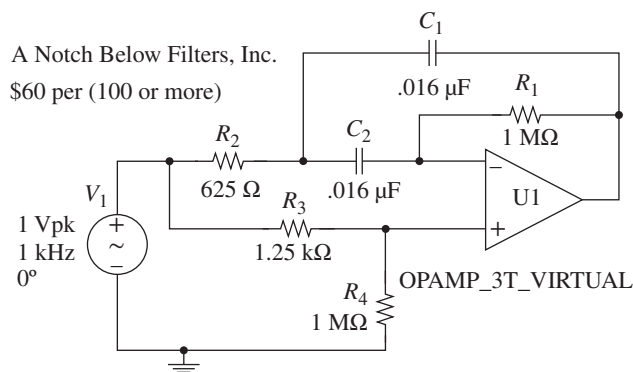 A Notch Below Filters, Inc.
$60 per (100 or more)
C1
.016 µF
R1
1 MΩ
R2
625 Ω
C2
.016 µF
V1
1 Vpk
1 kHz
0°
+
~
−
R3
1.25 kΩ
−
U1
+
OPAMP_3T_VIRTUAL
R4
1 MΩ